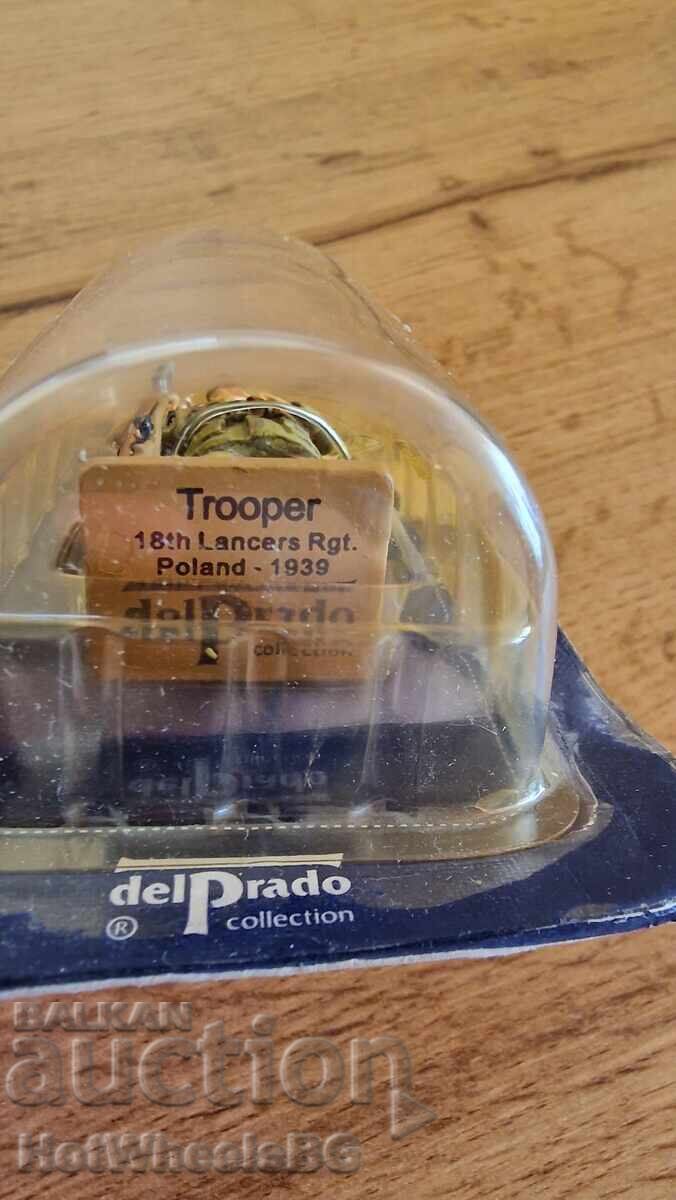 Trooper
18th Lancers Rgt.
Poland - 1939
delPrado
collection
delPrado
® collection
BALKAN
auction
HotWheelsBG